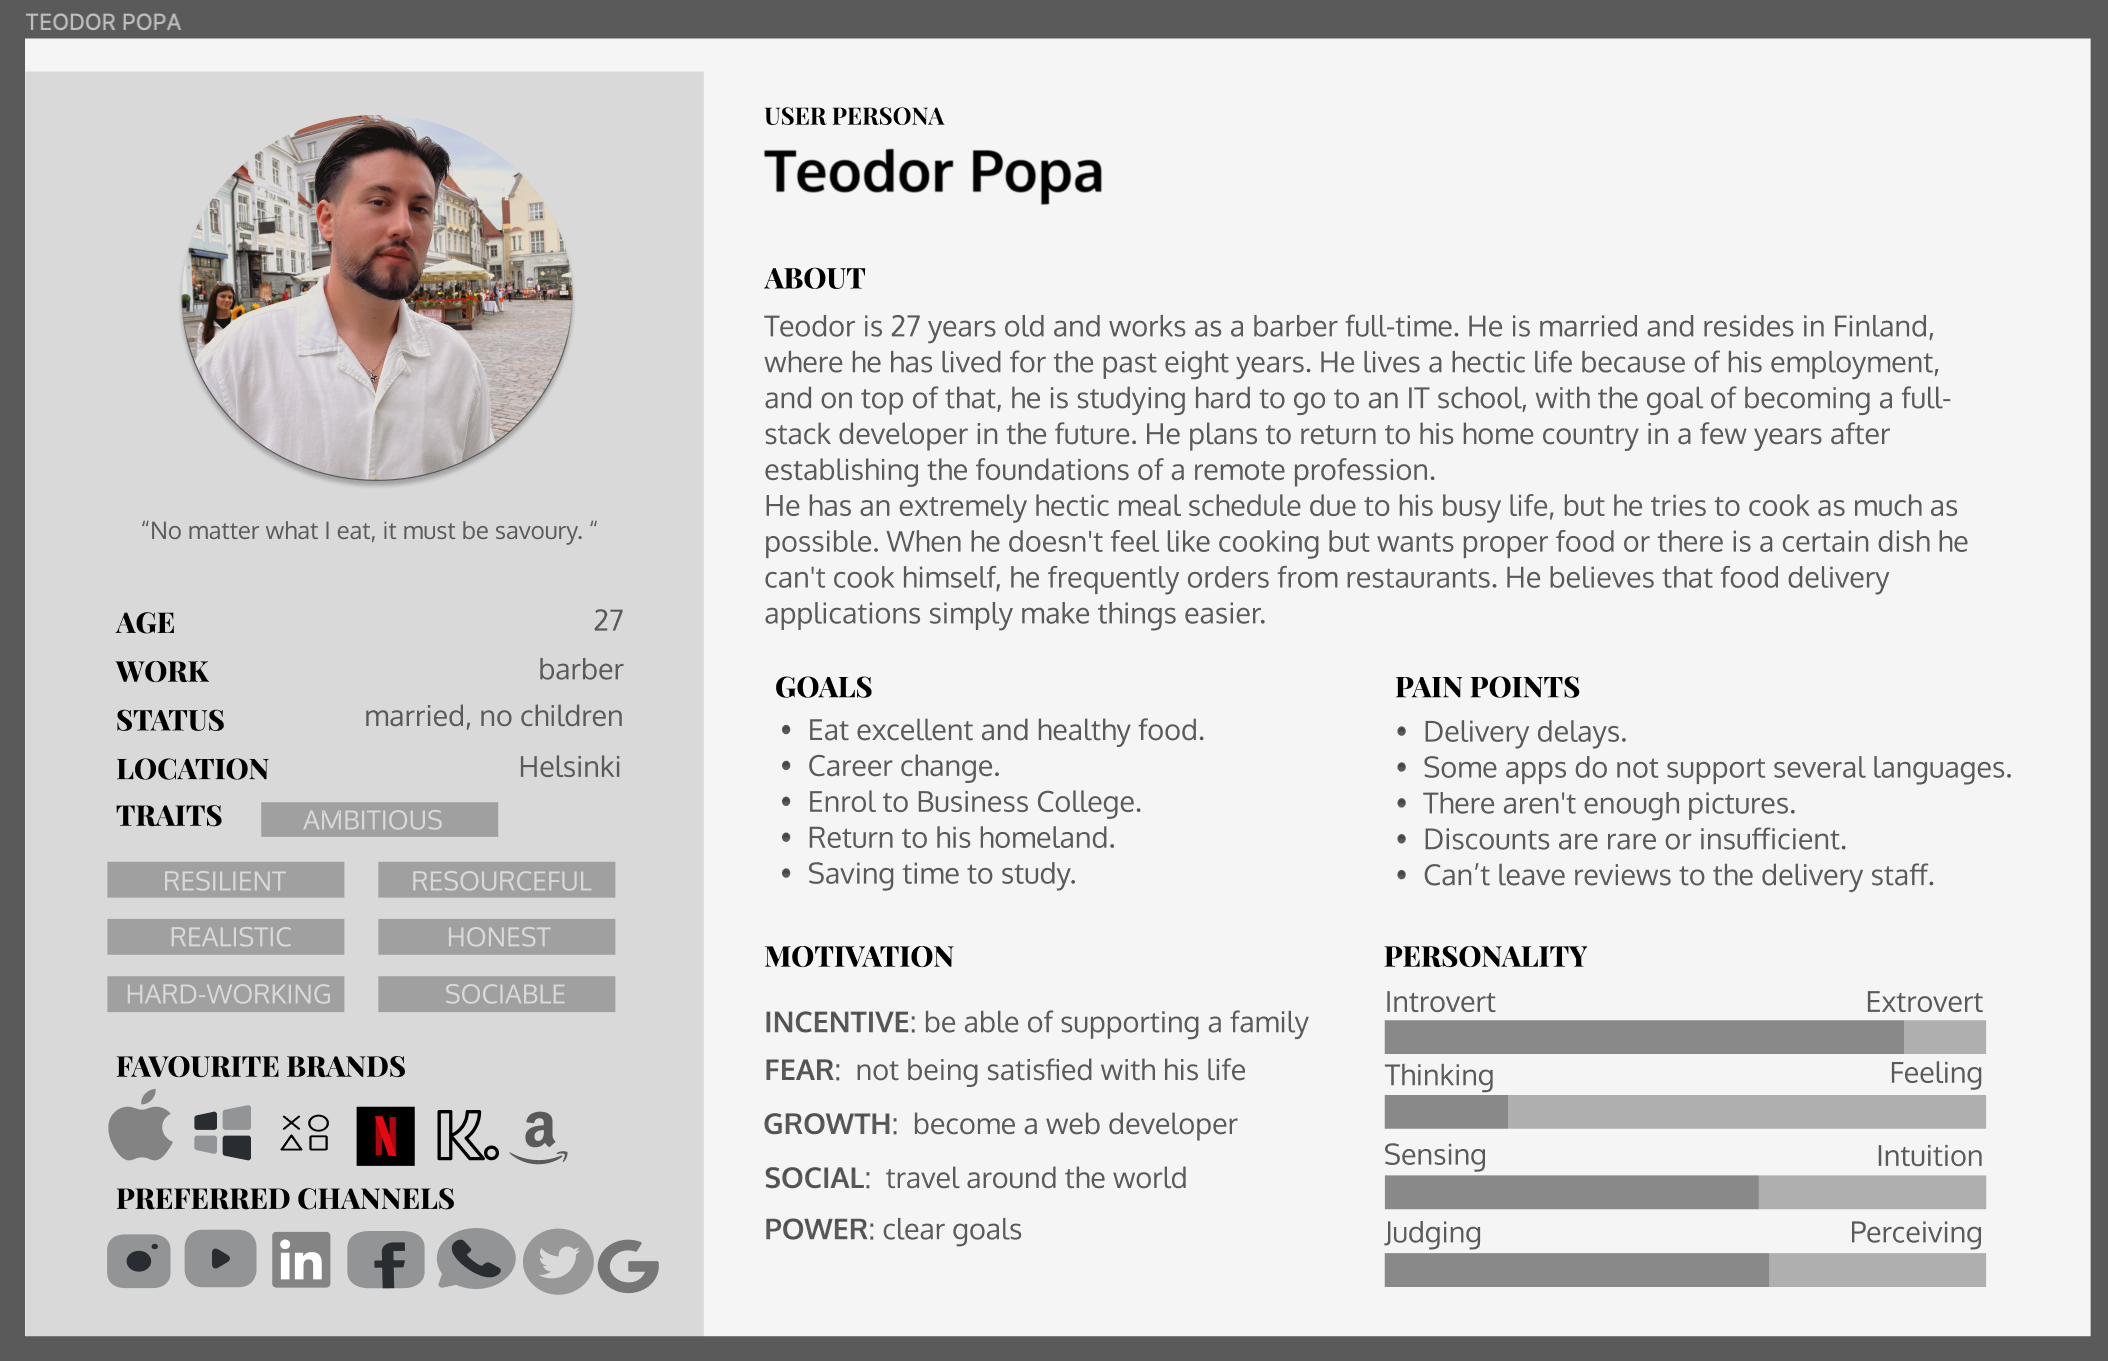 TEODOR POPA
“No matter what I eat, it must be savoury. “
AGE 27
WORK barber
STATUS married, no children
LOCATION Helsinki
TRAITS AMBITIOUS
RESILIENT RESOURCEFUL
REALISTIC HONEST
HARD-WORKING SOCIABLE
FAVOURITE BRANDS
N K. a
PREFERRED CHANNELS
in f G
USER PERSONA
Teodor Popa
ABOUT
Teodor is 27 years old and works as a barber full-time. He is married and resides in Finland,
where he has lived for the past eight years. He lives a hectic life because of his employment,
and on top of that, he is studying hard to go to an IT school, with the goal of becoming a full-
stack developer in the future. He plans to return to his home country in a few years after
establishing the foundations of a remote profession.
He has an extremely hectic meal schedule due to his busy life, but he tries to cook as much as
possible. When he doesn't feel like cooking but wants proper food or there is a certain dish he
can't cook himself, he frequently orders from restaurants. He believes that food delivery
applications simply make things easier.
GOALS
• Eat excellent and healthy food.
• Career change.
• Enrol to Business College.
• Return to his homeland.
• Saving time to study.
PAIN POINTS
• Delivery delays.
• Some apps do not support several languages.
• There aren't enough pictures.
• Discounts are rare or insufficient.
• Can’t leave reviews to the delivery staff.
MOTIVATION
INCENTIVE: be able of supporting a family
FEAR: not being satisfied with his life
GROWTH: become a web developer
SOCIAL: travel around the world
POWER: clear goals
PERSONALITY
Introvert Extrovert
Thinking Feeling
Sensing Intuition
Judging Perceiving